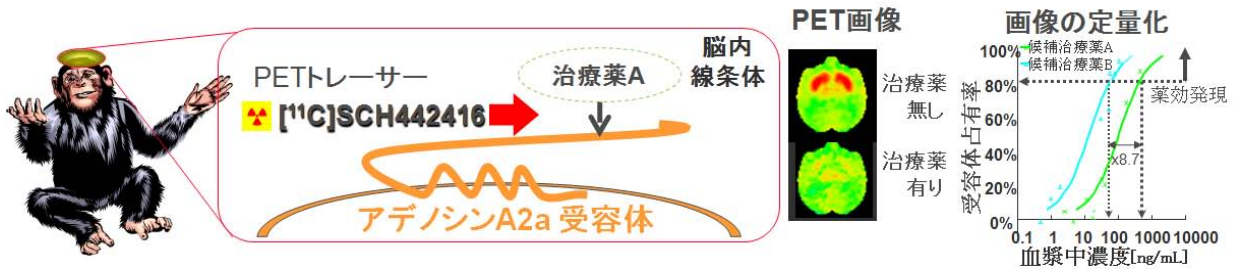 PETトレーサー
[¹¹C]SCH442416
治療薬A
脳内
線条体
アデノシンA2a 受容体
PET画像
治療薬
無し
治療薬
有り
画像の定量化
候補治療薬A
候補治療薬B
100%
80%
60%
40%
20%
0%
受容体占有率
薬効発現
x8.7
0.1
1
10
100
1000
10000
血漿中濃度[ng/mL]